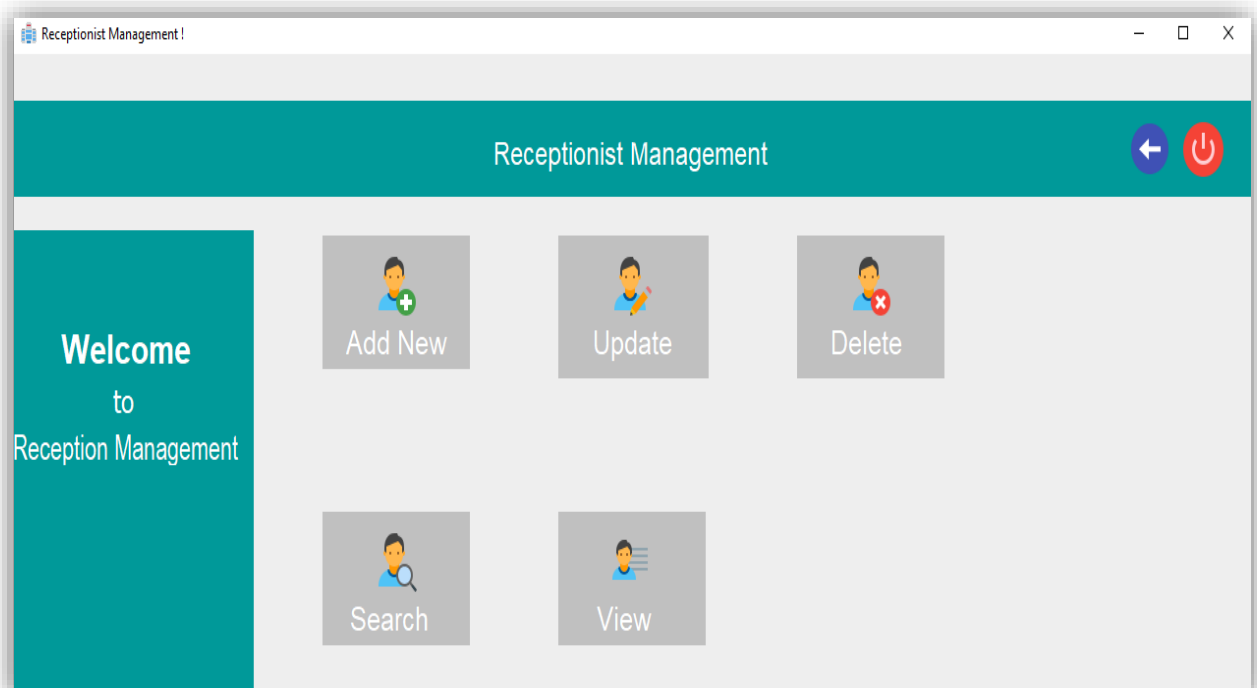 Receptionist Management !
Receptionist Management
Welcome
to
Reception Management
Add New
Update
Delete
Search
View